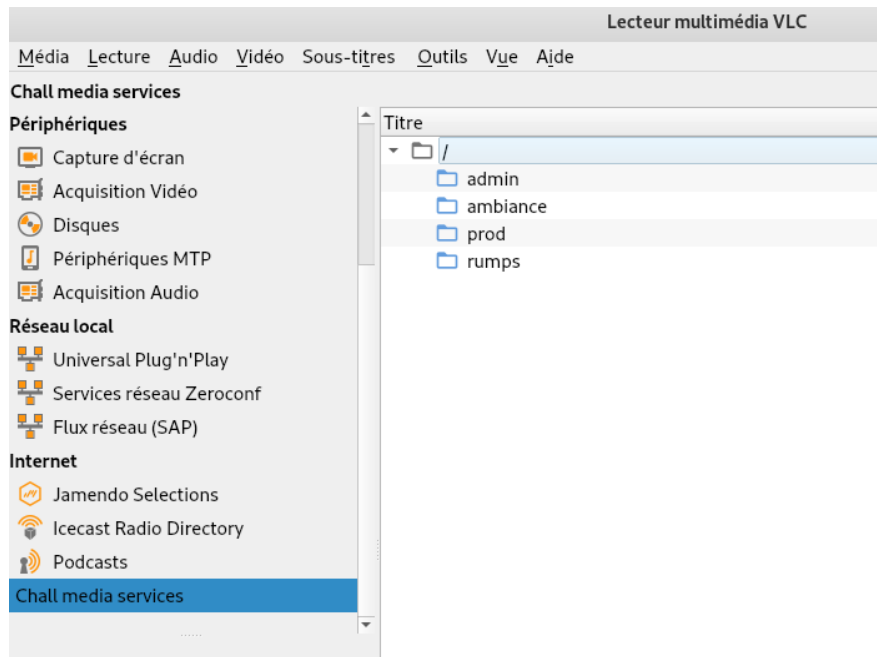 Lecteur multimédia VLC
Média Lecture Audio Vidéo Sous-titres Outils Vue Aide
Chall media services
Périphériques
Capture d'écran
Acquisition Vidéo
Disques
Périphériques MTP
Acquisition Audio
Réseau local
Universal Plug'n'Play
Services réseau Zeroconf
Flux réseau (SAP)
Internet
Jamendo Selections
Icecast Radio Directory
Podcasts
Chall media services
Titre
/
admin
ambiance
prod
rumps